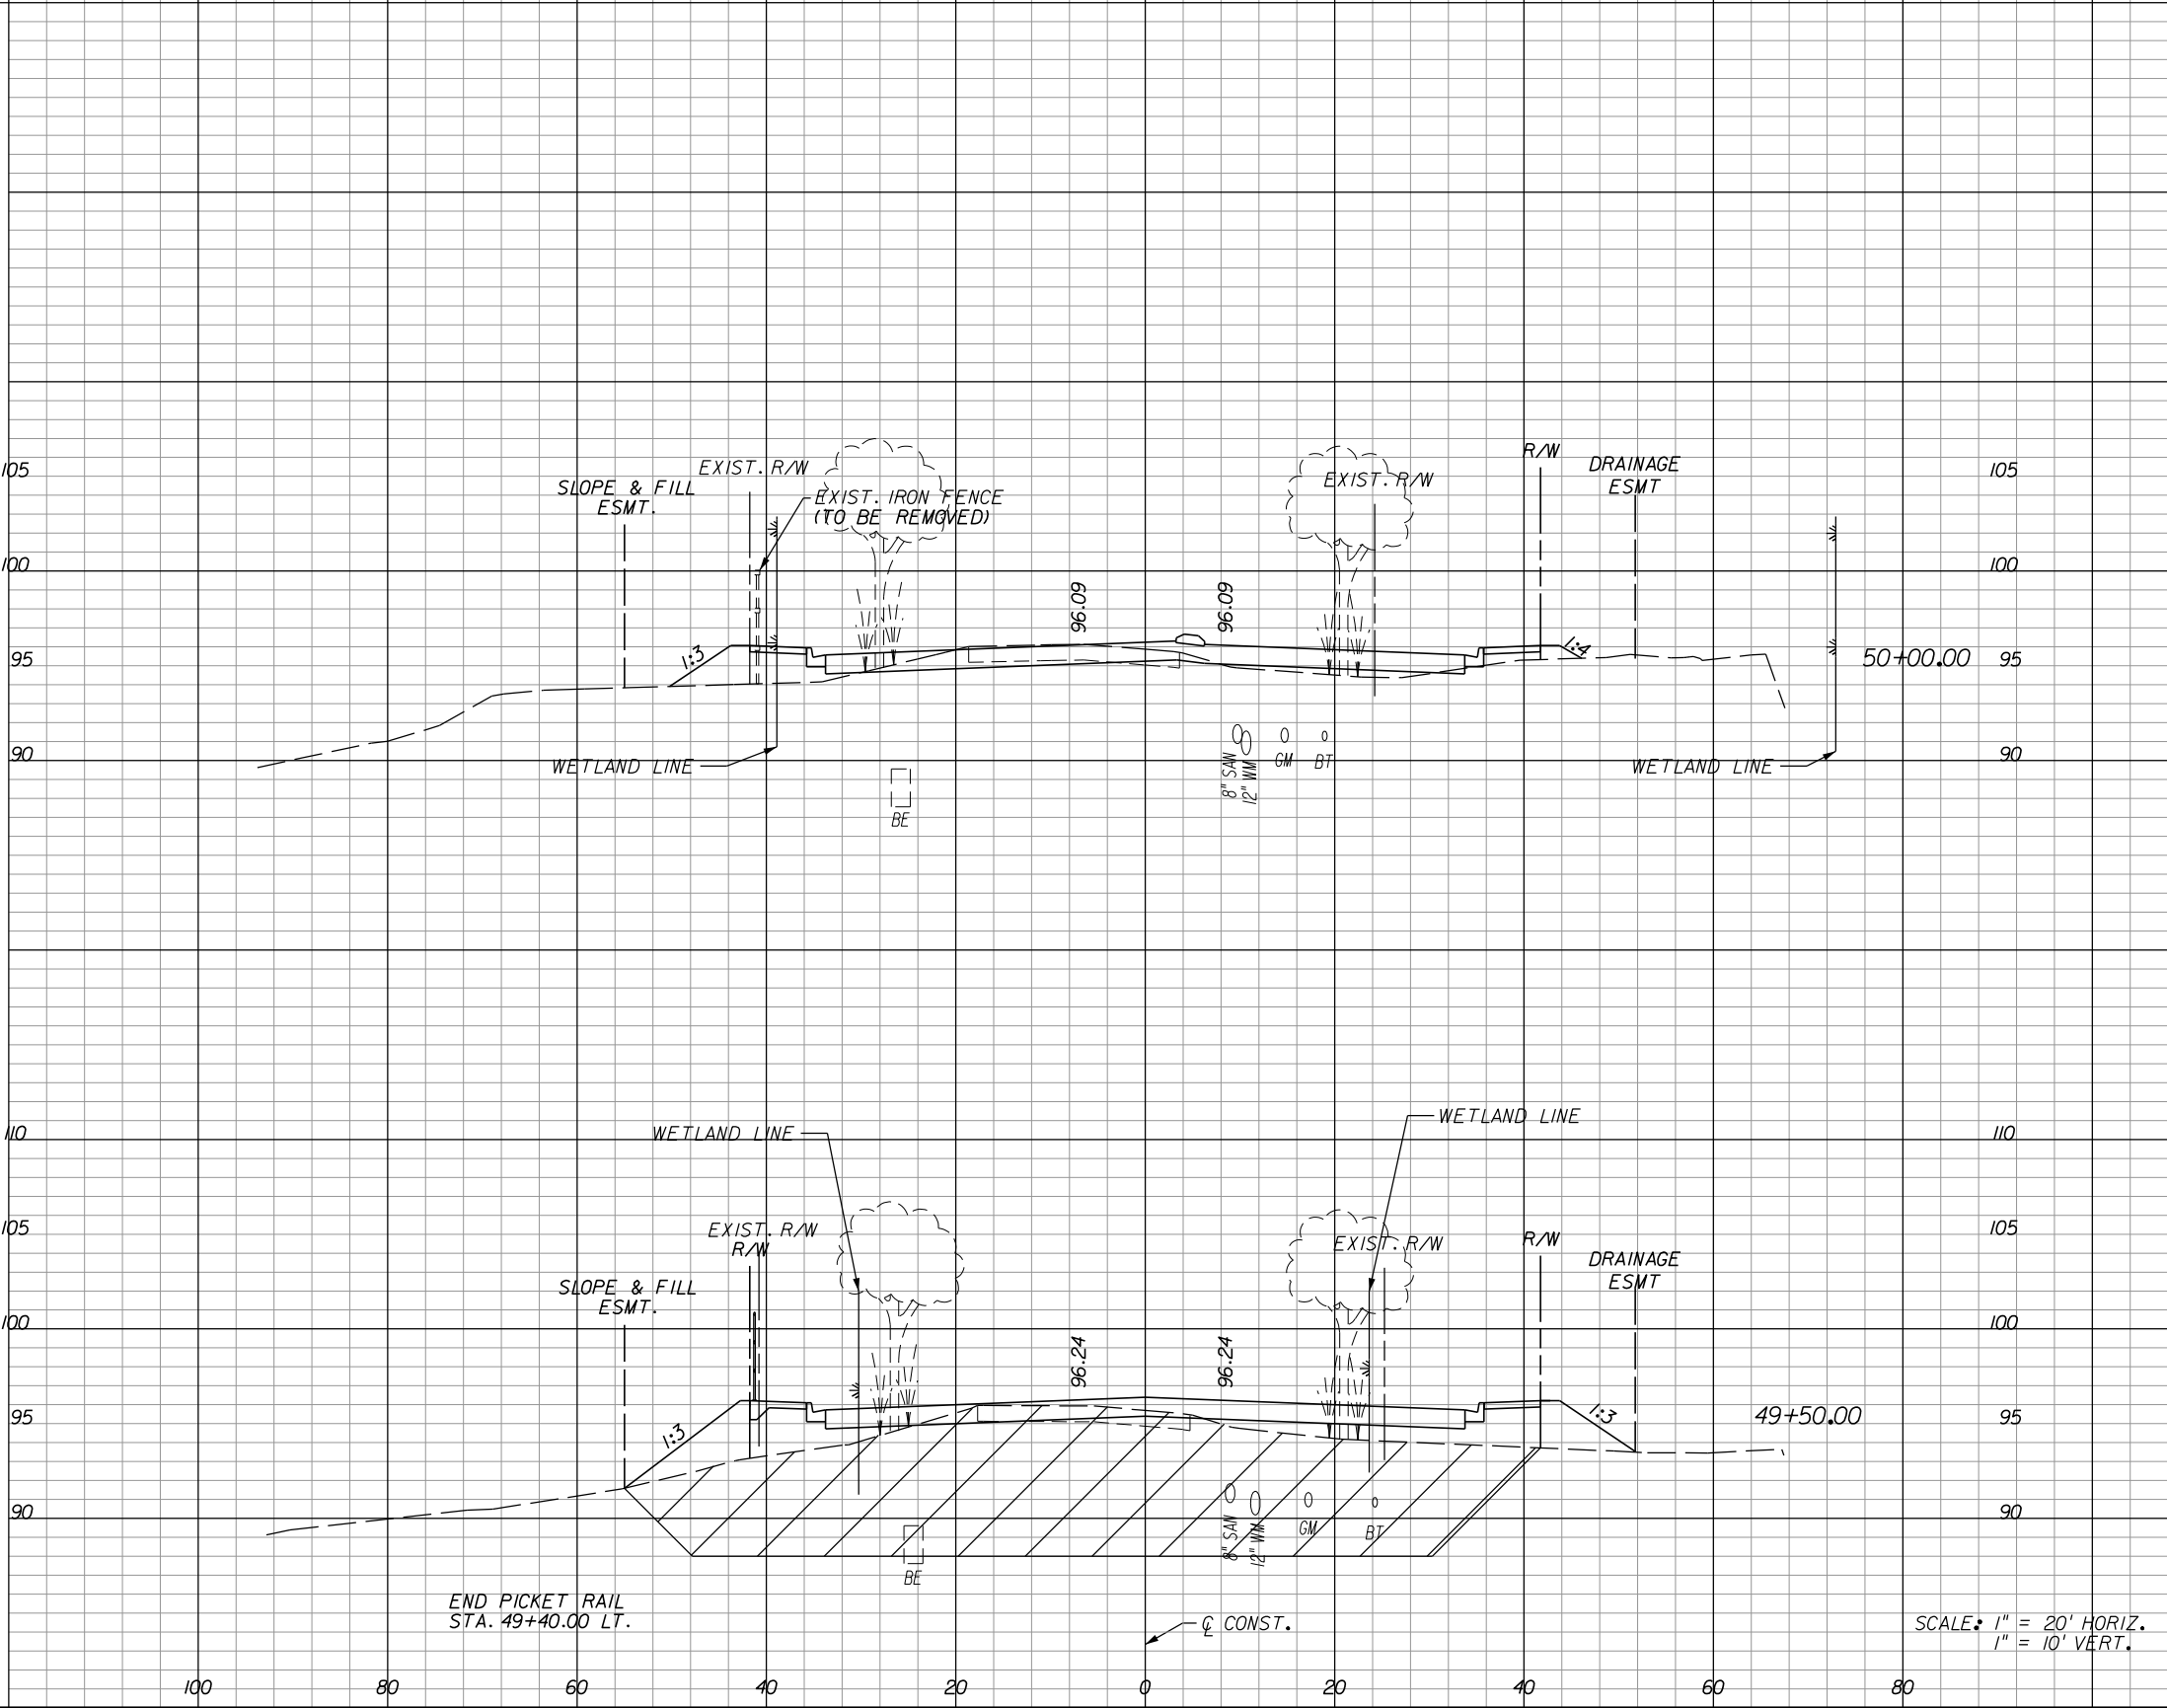 105
EXIST. R/W
SLOPE & FILL
ESMT.
EXIST. IRON FENCE
(TO BE REMOVED)
EXIST. R/W
R/W
DRAINAGE
ESMT
105
100
96.09
96.09
100
95
1:3
1:4
50+00.00
95
90
WETLAND LINE
BE
8" SAN
12" WM
GM
BT
WETLAND LINE
90
110
WETLAND LINE
WETLAND LINE
110
105
EXIST. R/W
R/W
SLOPE & FILL
ESMT.
EXIST. R/W
R/W
DRAINAGE
ESMT
105
100
96.24
96.24
100
95
1:3
1:3
49+50.00
95
90
BE
8" SAN
12" WM
GM
BT
90
END PICKET RAIL
STA. 49+40.00 LT.
℄ CONST.
SCALE: 1" = 20' HORIZ.
1" = 10' VERT.
100 80 60 40 20 0 20 40 60 80